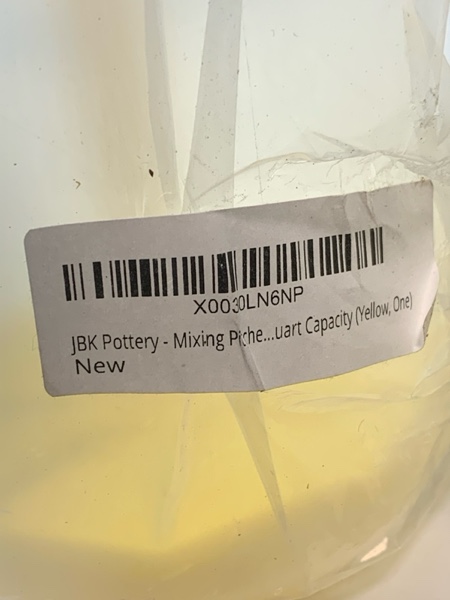 X0030LN6NP
JBK Pottery - Mixing Piche...uart Capacity (Yellow, One)
New